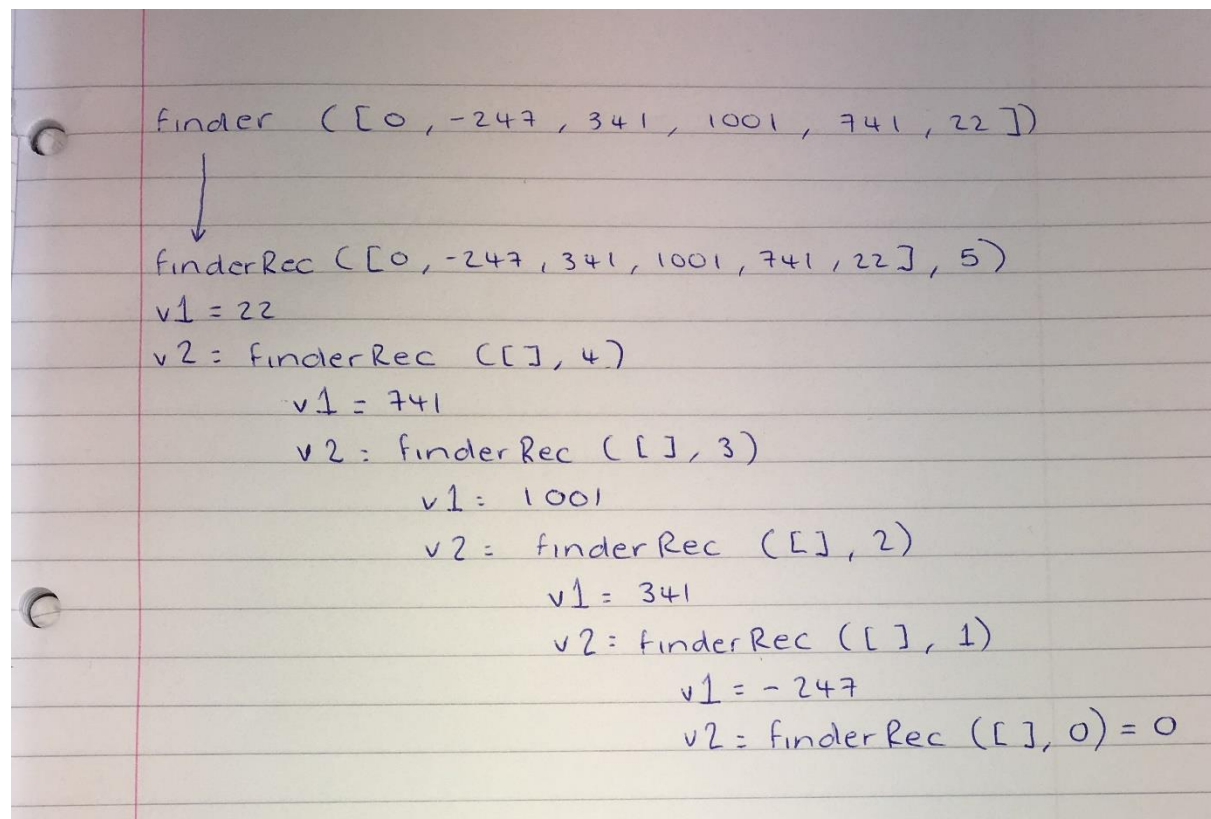 finder ([0, -247, 341, 1001, 741, 22])
finderRec ([0, -247, 341, 1001, 741, 22], 5)
v1 = 22
v2 = finderRec ([], 4)
v1 = 741
v2 = finderRec ([], 3)
v1 = 1001
v2 = finderRec ([], 2)
v1 = 341
v2 = finderRec ([], 1)
v1 = -247
v2 = finderRec ([], 0) = 0